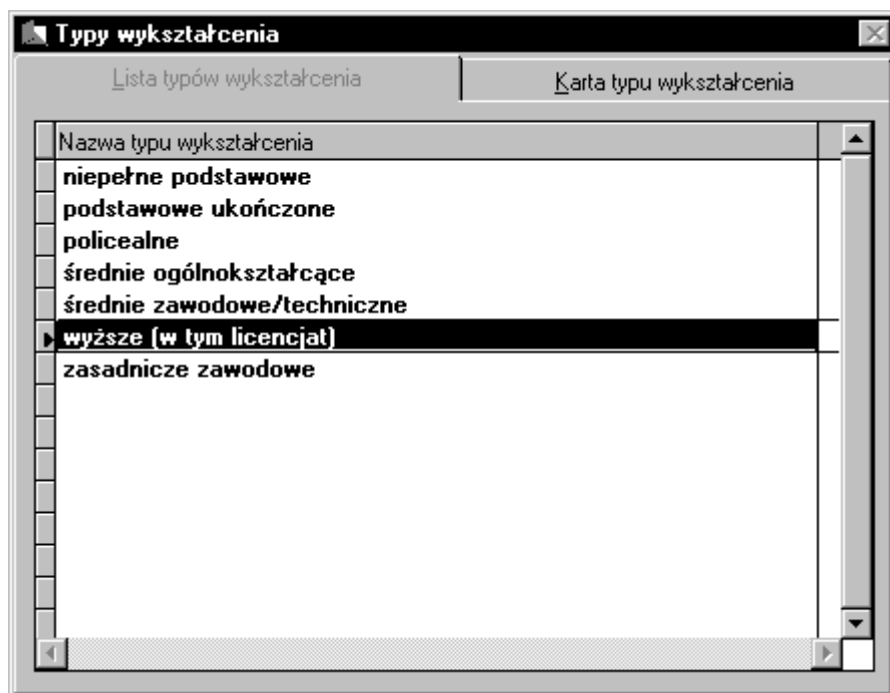 Typy wykształcenia
Lista typów wykształcenia
Karta typu wykształcenia
Nazwa typu wykształcenia
niepełne podstawowe
podstawowe ukończone
policealne
średnie ogólnokształcące
średnie zawodowe/techniczne
wyższe (w tym licencjat)
zasadnicze zawodowe